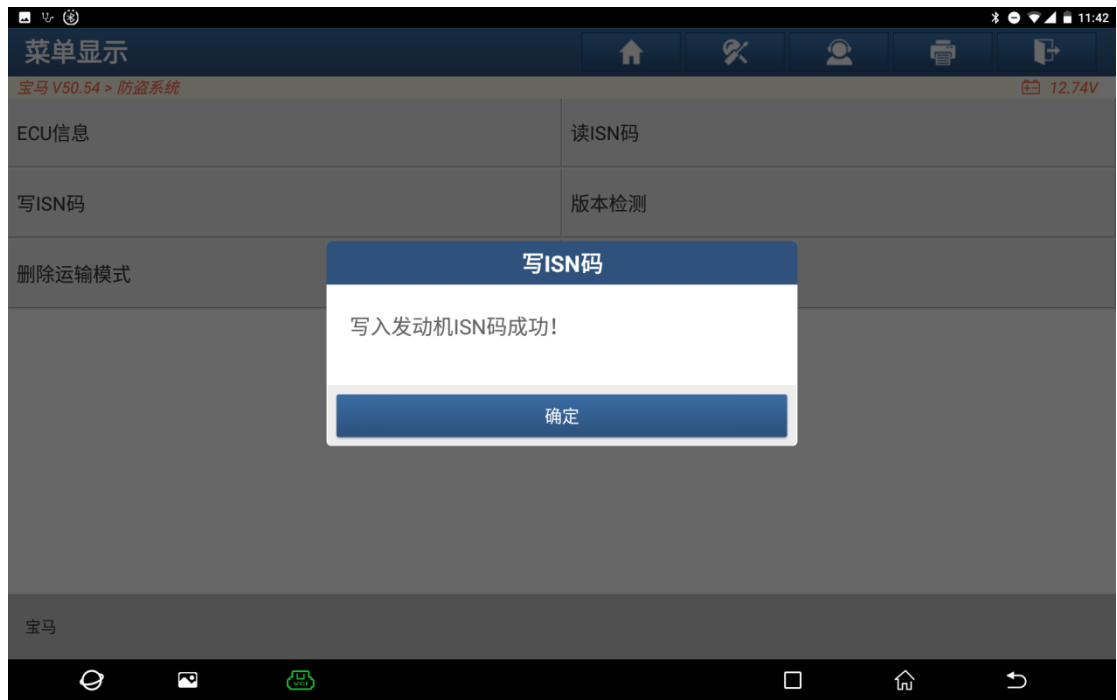 11:42
菜单显示
宝马 V50.54 > 防盗系统
12.74V
ECU信息
读ISN码
写ISN码
版本检测
删除运输模式
写ISN码
写入发动机ISN码成功!
确定
宝马
VCI